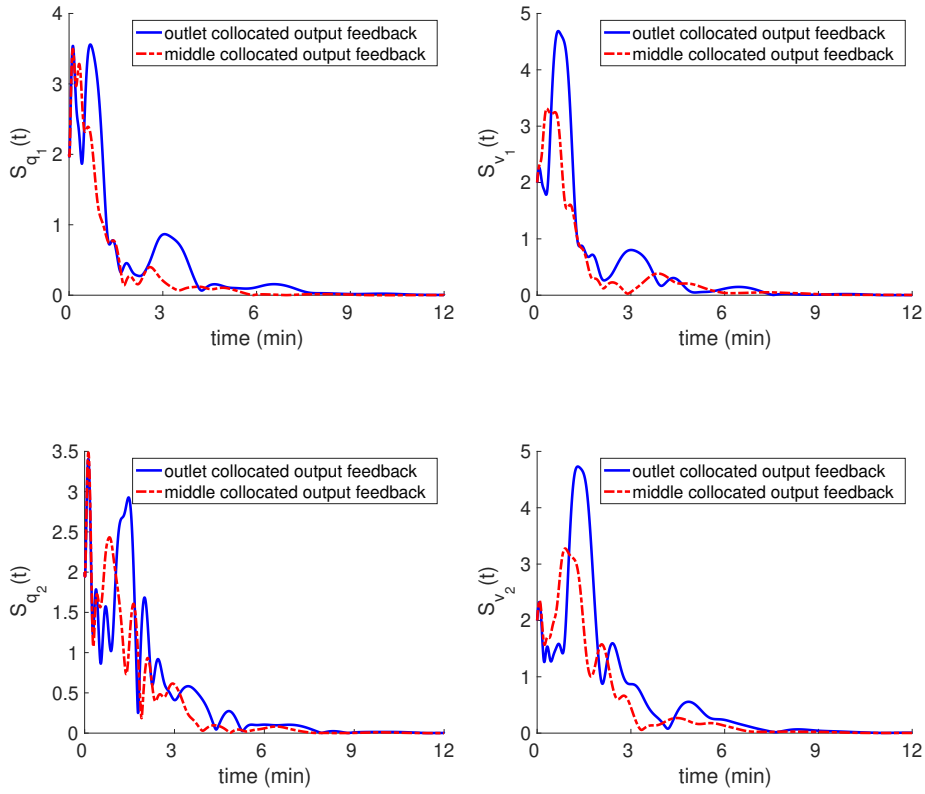 4
3
2
1
0
S_{q_1}(t)
outlet collocated output feedback
middle collocated output feedback
0 3 6 9 12
time (min)
5
4
3
2
1
0
S_{v_1}(t)
outlet collocated output feedback
middle collocated output feedback
0 3 6 9 12
time (min)
3.5
3
2.5
2
1.5
1
0.5
0
S_{q_2}(t)
outlet collocated output feedback
middle collocated output feedback
0 3 6 9 12
time (min)
5
4
3
2
1
0
S_{v_2}(t)
outlet collocated output feedback
middle collocated output feedback
0 3 6 9 12
time (min)